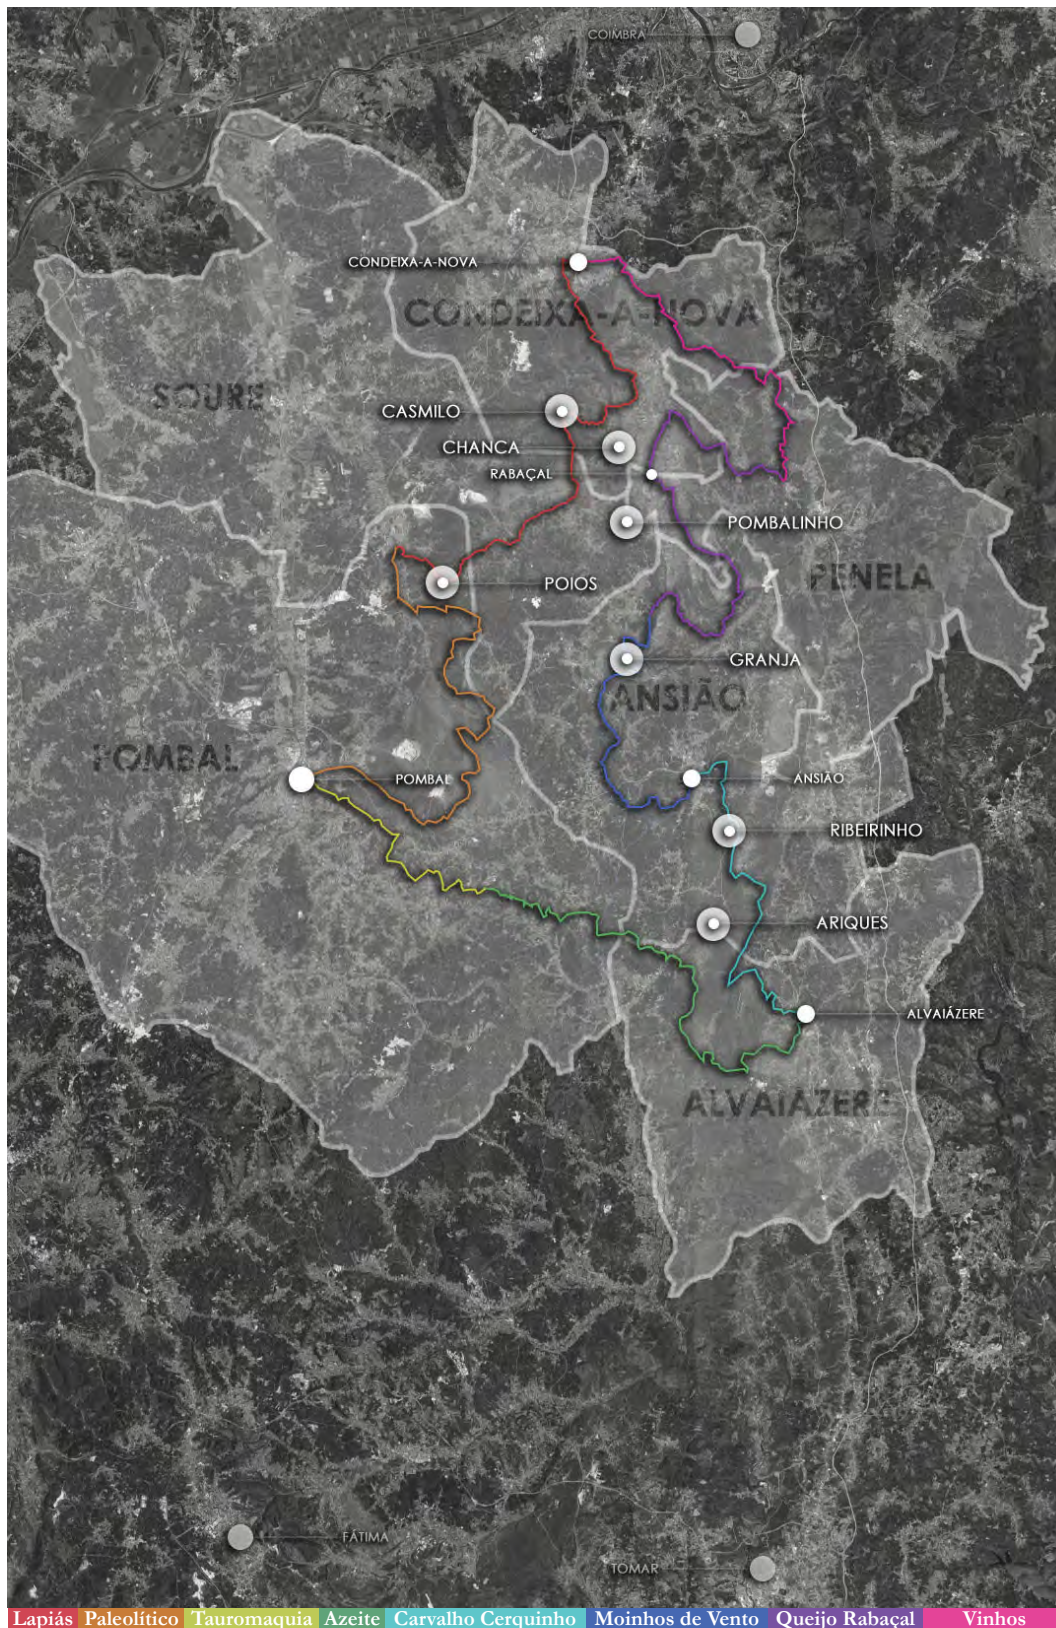 COIMBRA
CONDEIXA-A-NOVA
CONDEIXA-A-NOVA
SOURE
CASMILO
CHANCA
RABAÇAL
POMBALINHO
PENELA
POIOS
GRANJA
ANSIÃO
POMBAL
POMBAL
ANSIÃO
RIBEIRINHO
ARIQUES
ALVAIÁZERE
ALVAIÁZERE
FÁTIMA
TOMAR
Lapiás Paleolítico Tauromaquia Azeite Carvalho Cerquinho Moinhos de Vento Queijo Rabaçal Vinhos